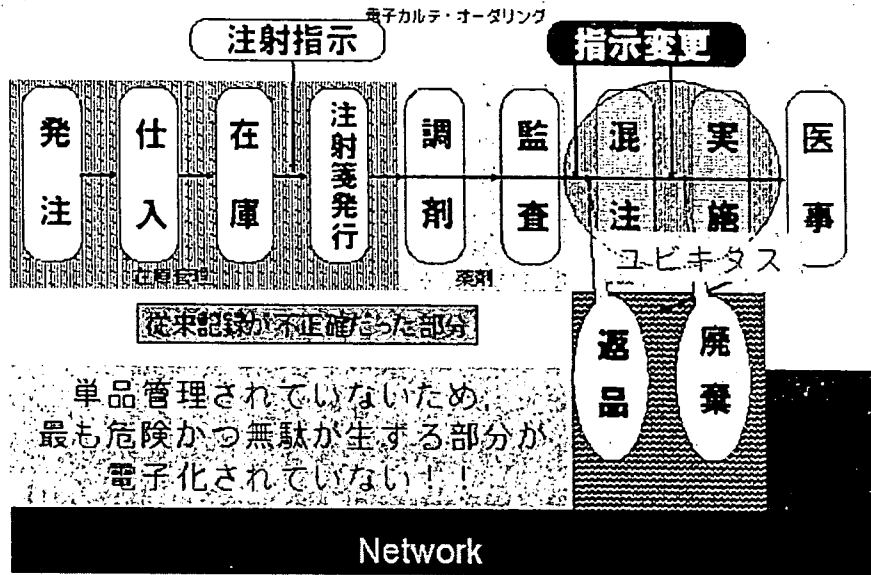 電子カルテ・オーダリング
注射指示
指示変更
発注
仕入
在庫
注射箋発行
調剤
監査
混注
実施
医事
在庫管理
薬剤
ユビキタス
従来記録が不正確だった部分
返品
廃棄
単品管理されていないため、
最も危険かつ無駄が生ずる部分が
電子化されていない！！
Network